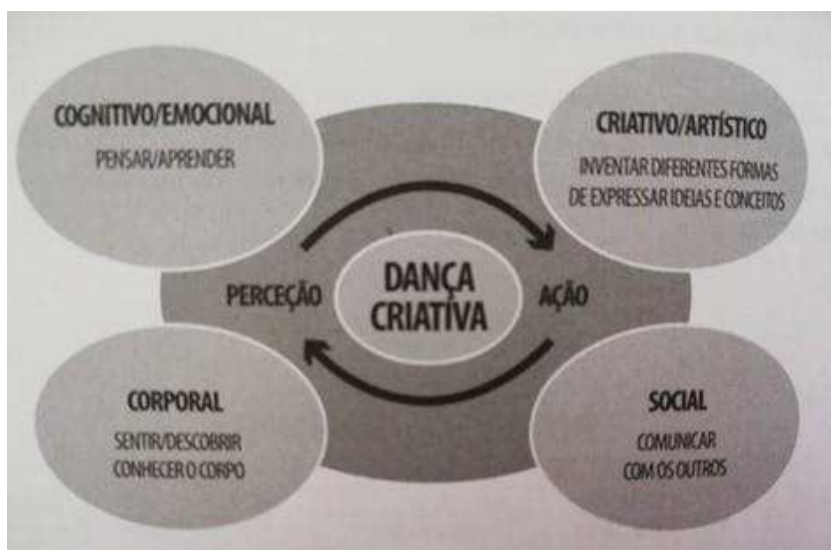 COGNITIVO/EMOCIONAL
PENSAR/APRENDER
CRIATIVO/ARTÍSTICO
INVENTAR DIFERENTES FORMAS
DE EXPRESSAR IDEIAS E CONCEITOS
PERCEÇÃO
DANÇA
CRIATIVA
AÇÃO
CORPORAL
SENTIR/DESCOBRIR
CONHECER O CORPO
SOCIAL
COMUNICAR
COM OS OUTROS